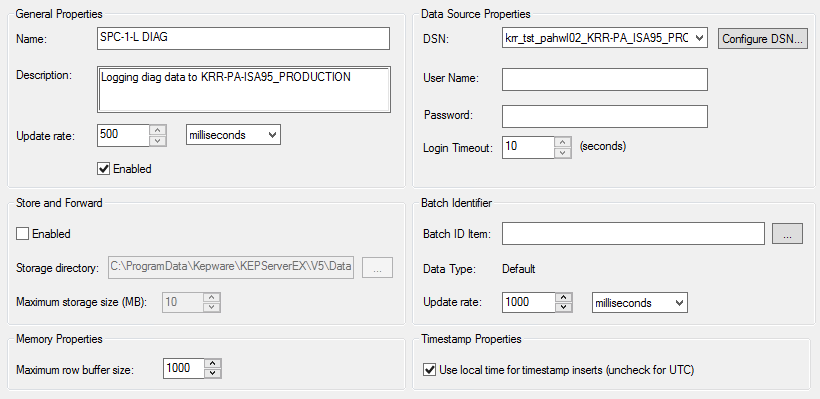 General Properties
Name: SPC-1-L DIAG
Description: Logging diag data to KRR-PA-ISA95_PRODUCTION
Update rate: 500 milliseconds
Enabled
Data Source Properties
DSN: krr_tst_pahwl02_KRR-PA_ISA95_PRC Configure DSN...
User Name:
Password:
Login Timeout: 10 (seconds)
Store and Forward
Enabled
Storage directory: C:\ProgramData\Kepware\KEPServerEX\V5\Data ...
Maximum storage size (MB): 10
Batch Identifier
Batch ID Item: ...
Data Type: Default
Update rate: 1000 milliseconds
Memory Properties
Maximum row buffer size: 1000
Timestamp Properties
Use local time for timestamp inserts (uncheck for UTC)